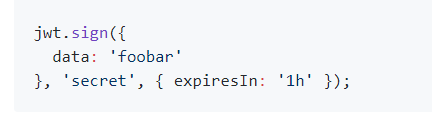 jwt.sign({
  data: 'foobar'
}, 'secret', { expiresIn: '1h' });